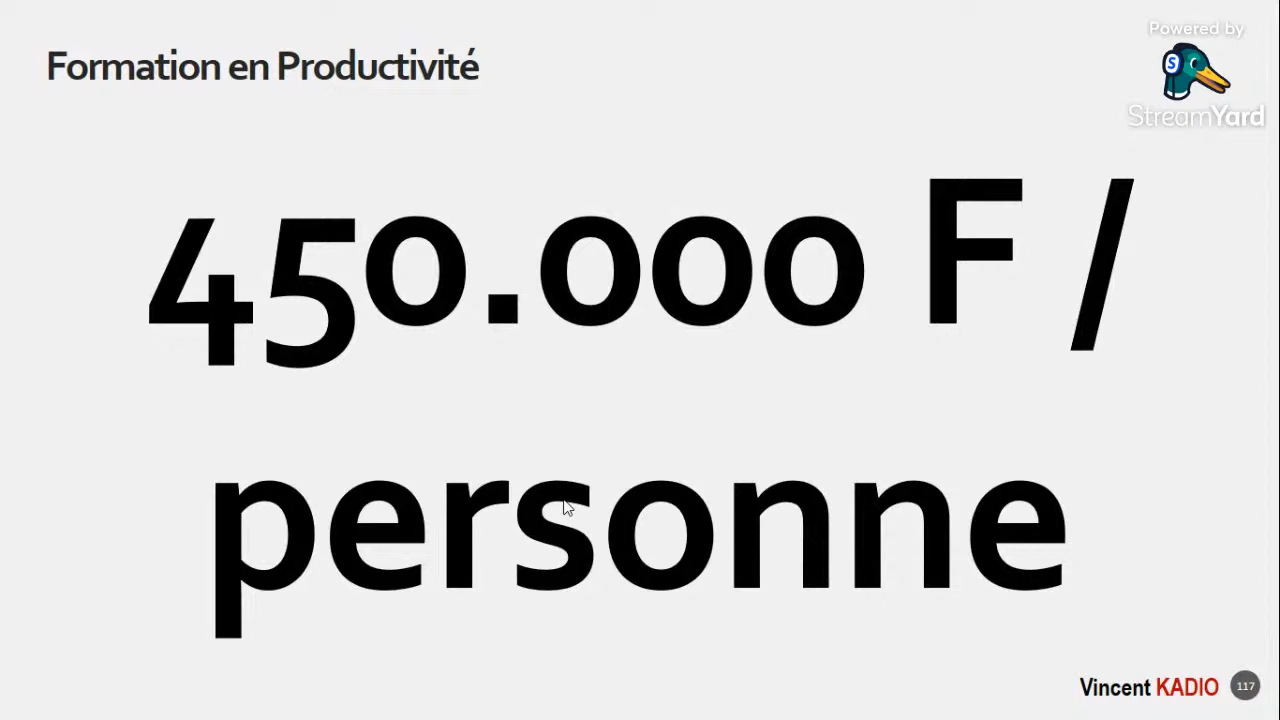 Powered by
Formation en Productivité
S
StreamYard
450.000 F /
personne
Vincent KADIO 117